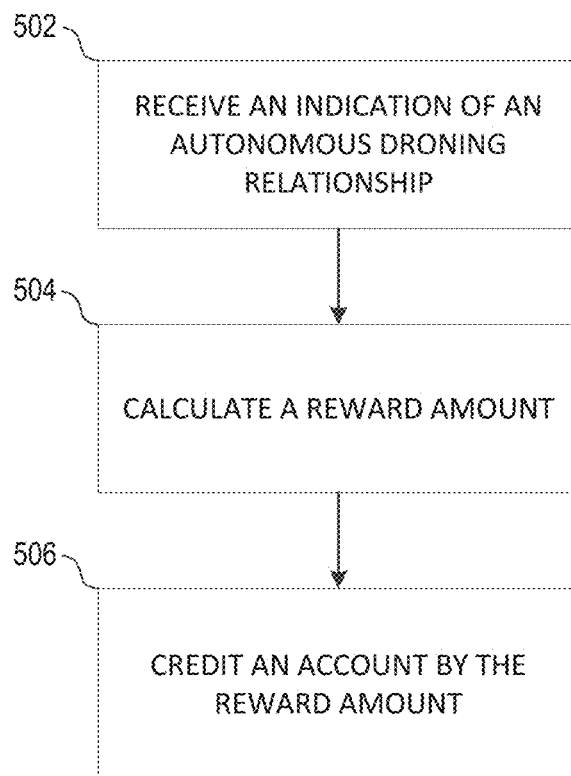 502
RECEIVE AN INDICATION OF AN
AUTONOMOUS DRONING
RELATIONSHIP
504
CALCULATE A REWARD AMOUNT
506
CREDIT AN ACCOUNT BY THE
REWARD AMOUNT